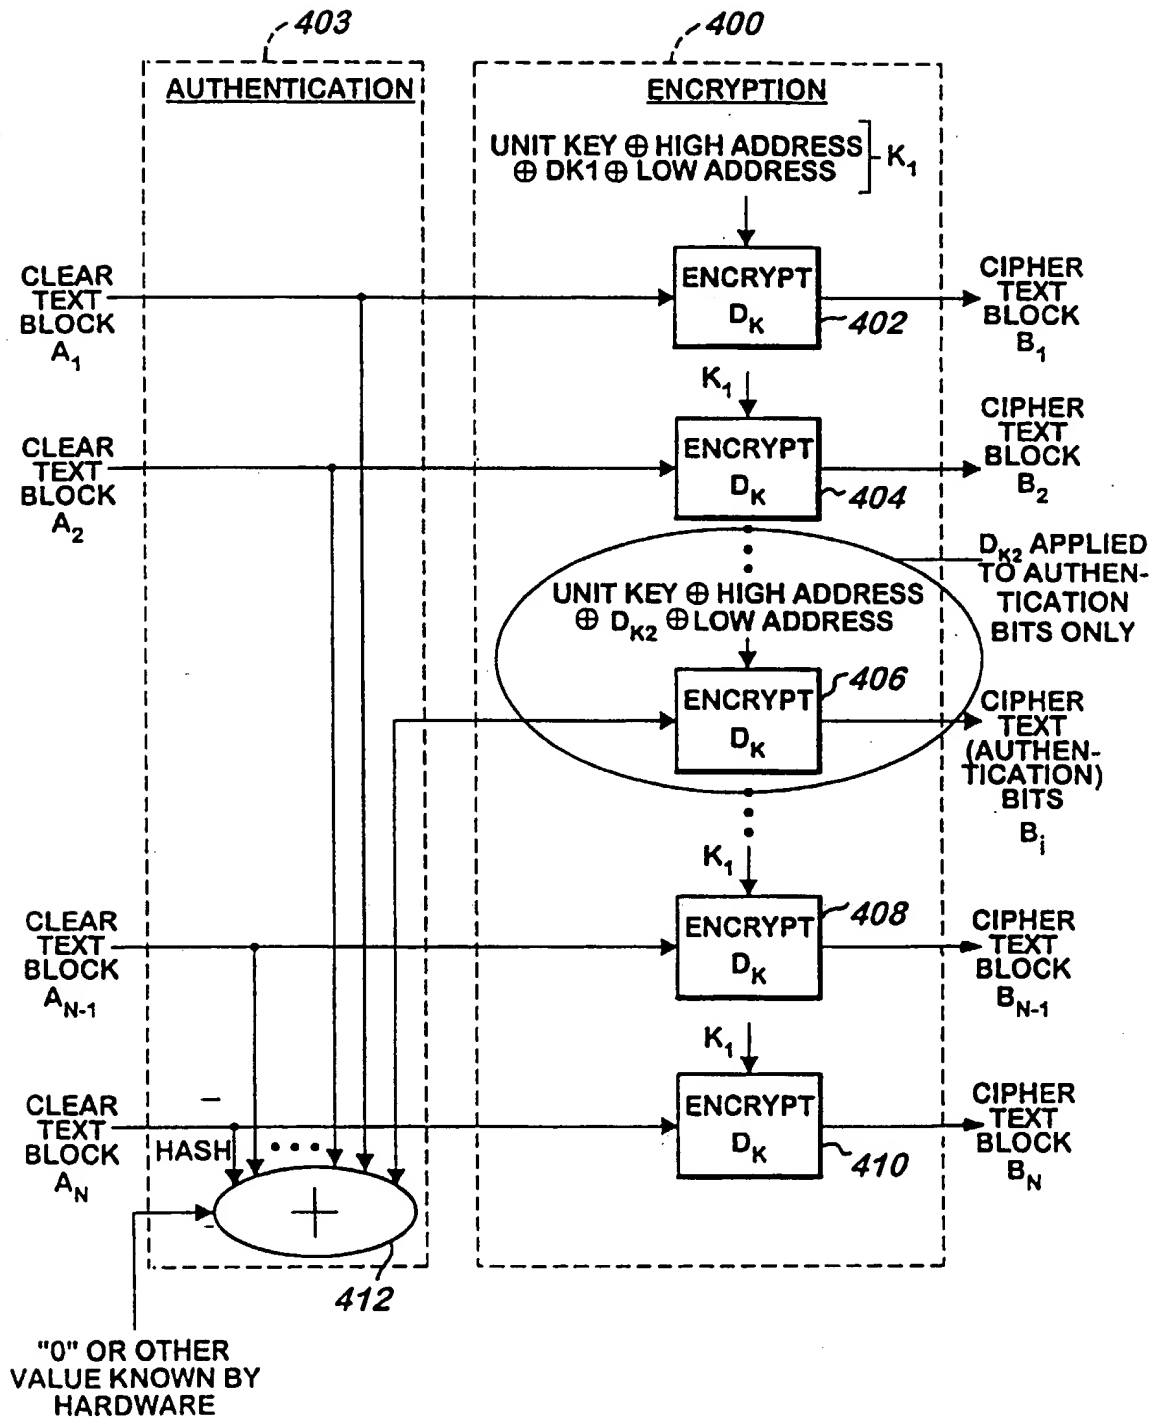 403
400
AUTHENTICATION
ENCRYPTION
UNIT KEY ⊕ HIGH ADDRESS
⊕ DK1 ⊕ LOW ADDRESS
K1
CLEAR
TEXT
BLOCK
A1
ENCRYPT
DK
402
CIPHER
TEXT
BLOCK
B1
K1
CLEAR
TEXT
BLOCK
A2
ENCRYPT
DK
404
CIPHER
TEXT
BLOCK
B2
DK2 APPLIED
TO AUTHEN-
TICATION
BITS ONLY
UNIT KEY ⊕ HIGH ADDRESS
⊕ DK2 ⊕ LOW ADDRESS
ENCRYPT
DK
406
CIPHER
TEXT
(AUTHEN-
TICATION)
BITS
Bi
K1
CLEAR
TEXT
BLOCK
AN-1
ENCRYPT
DK
408
CIPHER
TEXT
BLOCK
BN-1
K1
CLEAR
TEXT
BLOCK
AN
HASH
ENCRYPT
DK
410
CIPHER
TEXT
BLOCK
BN
412
"0" OR OTHER
VALUE KNOWN BY
HARDWARE